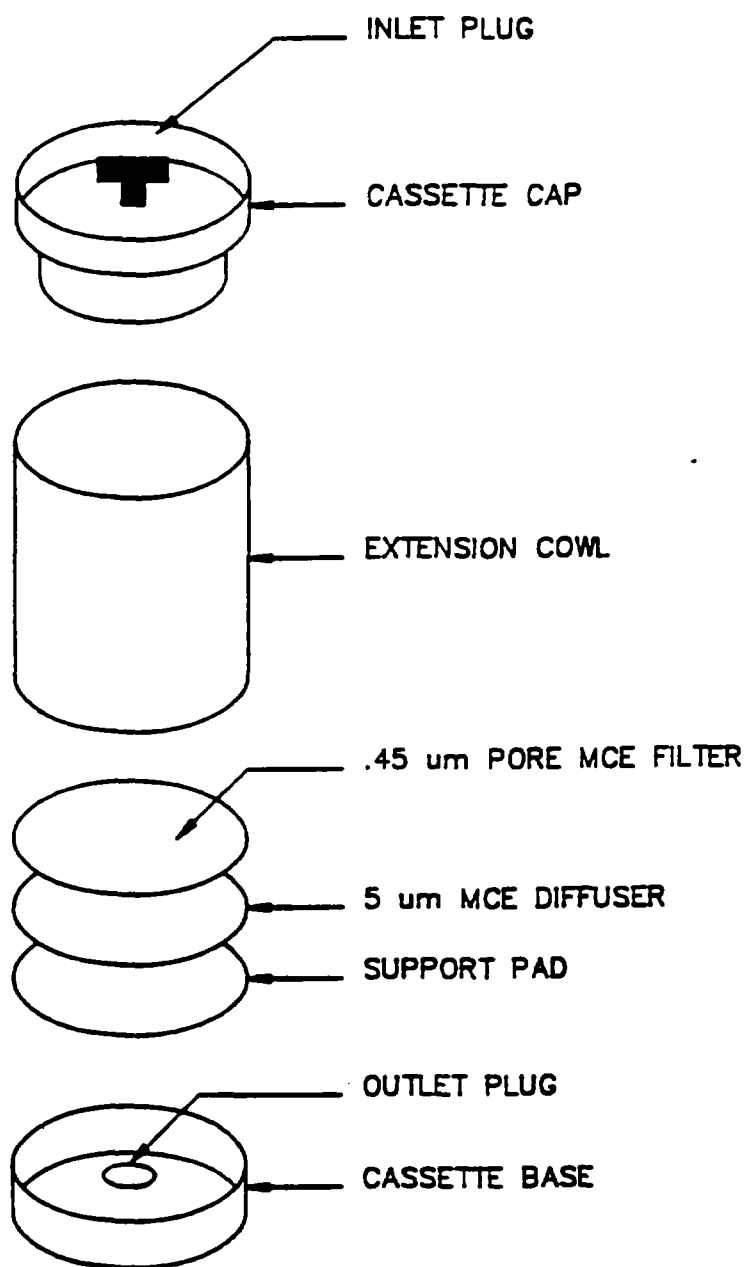 INLET PLUG
CASSETTE CAP
EXTENSION COWL
.45 um PORE MCE FILTER
5 um MCE DIFFUSER
SUPPORT PAD
OUTLET PLUG
CASSETTE BASE